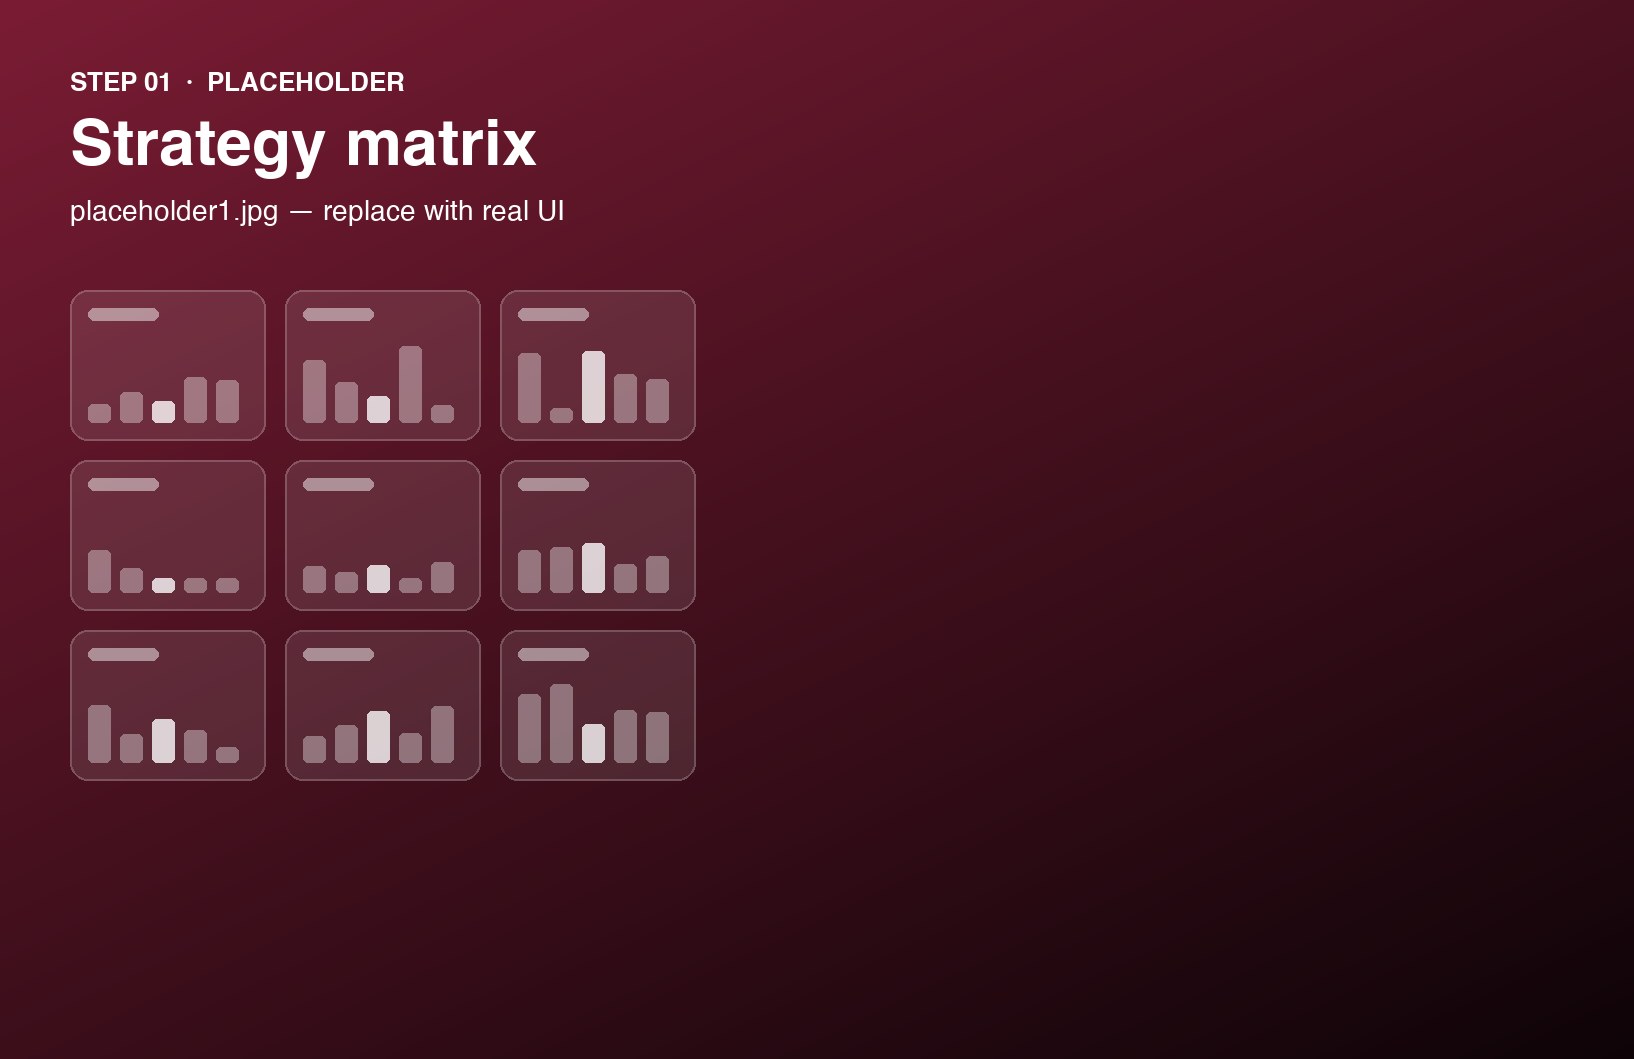 STEP 01 · PLACEHOLDER
Strategy matrix
placeholder1.jpg — replace with real UI